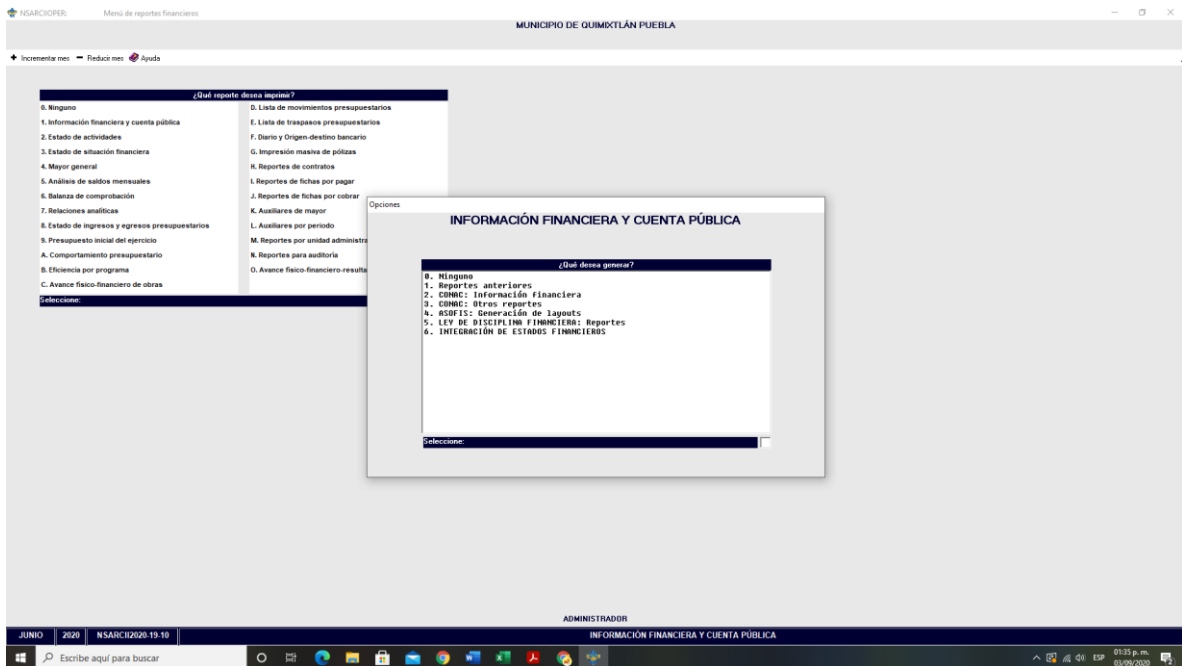 NSARCIIOPER: Menú de reportes financieros
MUNICIPIO DE QUIMIXTLÁN PUEBLA
Incrementar mes Reducir mes Ayuda
¿Qué reporte desea imprimir?
0. Ninguno
1. Información financiera y cuenta pública
2. Estado de actividades
3. Estado de situación financiera
4. Mayor general
5. Análisis de saldos mensuales
6. Balanza de comprobación
7. Relaciones analíticas
8. Estado de ingresos y egresos presupuestarios
9. Presupuesto inicial del ejercicio
A. Comportamiento presupuestario
B. Eficiencia por programa
C. Avance físico-financiero de obras
D. Lista de movimientos presupuestarios
E. Lista de traspasos presupuestarios
F. Diario y Origen-destino bancario
G. Impresión masiva de pólizas
H. Reportes de contratos
I. Reportes de fichas por pagar
J. Reportes de fichas por cobrar
K. Auxiliares de mayor
L. Auxiliares por periodo
M. Reportes por unidad administra
N. Reportes para auditoría
O. Avance físico-financiero-resulta
Seleccione:
Opciones
INFORMACIÓN FINANCIERA Y CUENTA PÚBLICA
¿Qué desea generar?
0. Ninguno
1. Reportes anteriores
2. CONAC: Información financiera
3. CONAC: Otros reportes
4. ASOFIS: Generación de layouts
5. LEY DE DISCIPLINA FINANCIERA: Reportes
6. INTEGRACIÓN DE ESTADOS FINANCIEROS
Seleccione:
ADMINISTRADOR
JUNIO 2020 NSARCII2020-19-10 INFORMACIÓN FINANCIERA Y CUENTA PÚBLICA
Escribe aquí para buscar
ESP
01:35 p. m.
03/09/2020